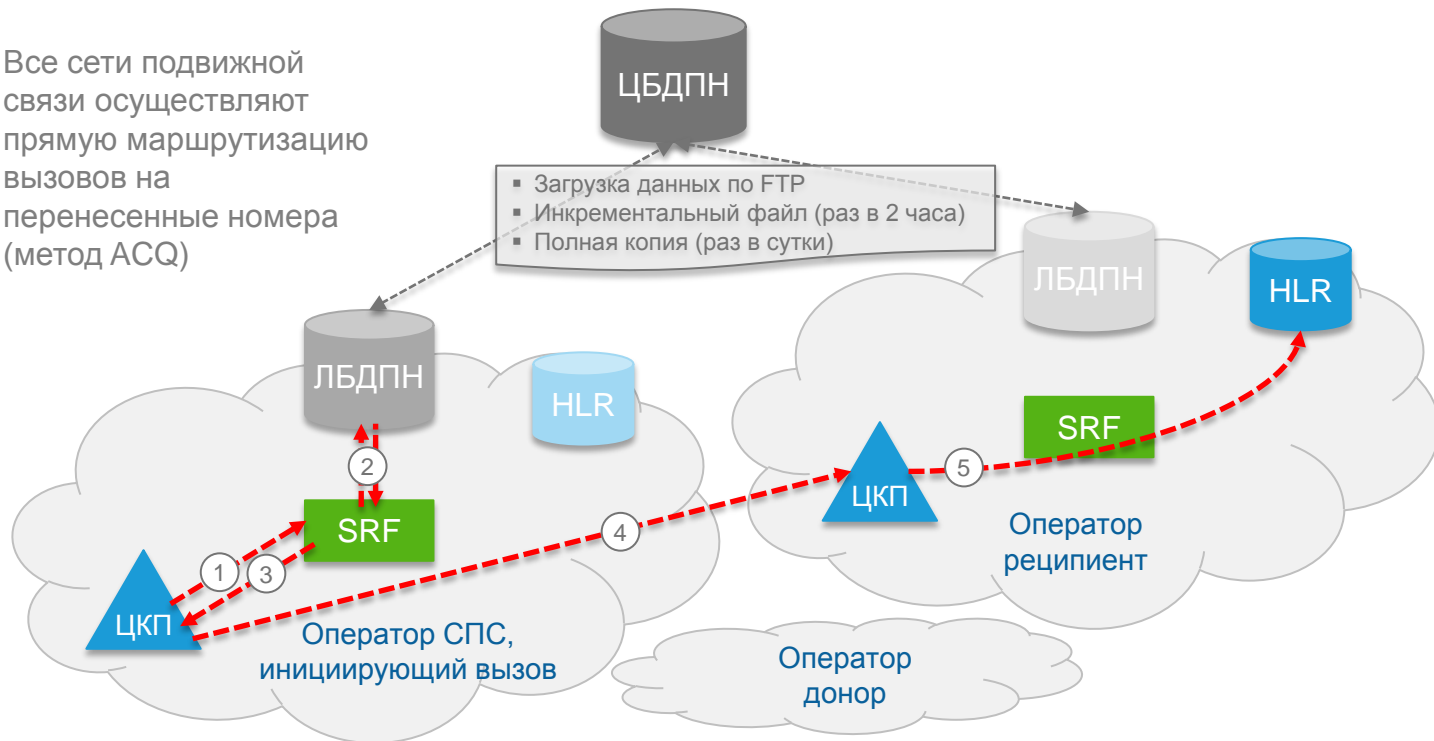 Все сети подвижной
связи осуществляют
прямую маршрутизацию
вызовов на
перенесенные номера
(метод ACQ)
ЦБДПН
▪ Загрузка данных по FTP
▪ Инкрементальный файл (раз в 2 часа)
▪ Полная копия (раз в сутки)
ЛБДПН
HLR
ЛБДПН
HLR
2
SRF
1
3
ЦКП
4
Оператор СПС,
инициирующий вызов
SRF
5
ЦКП
Оператор
реципиент
Оператор
донор